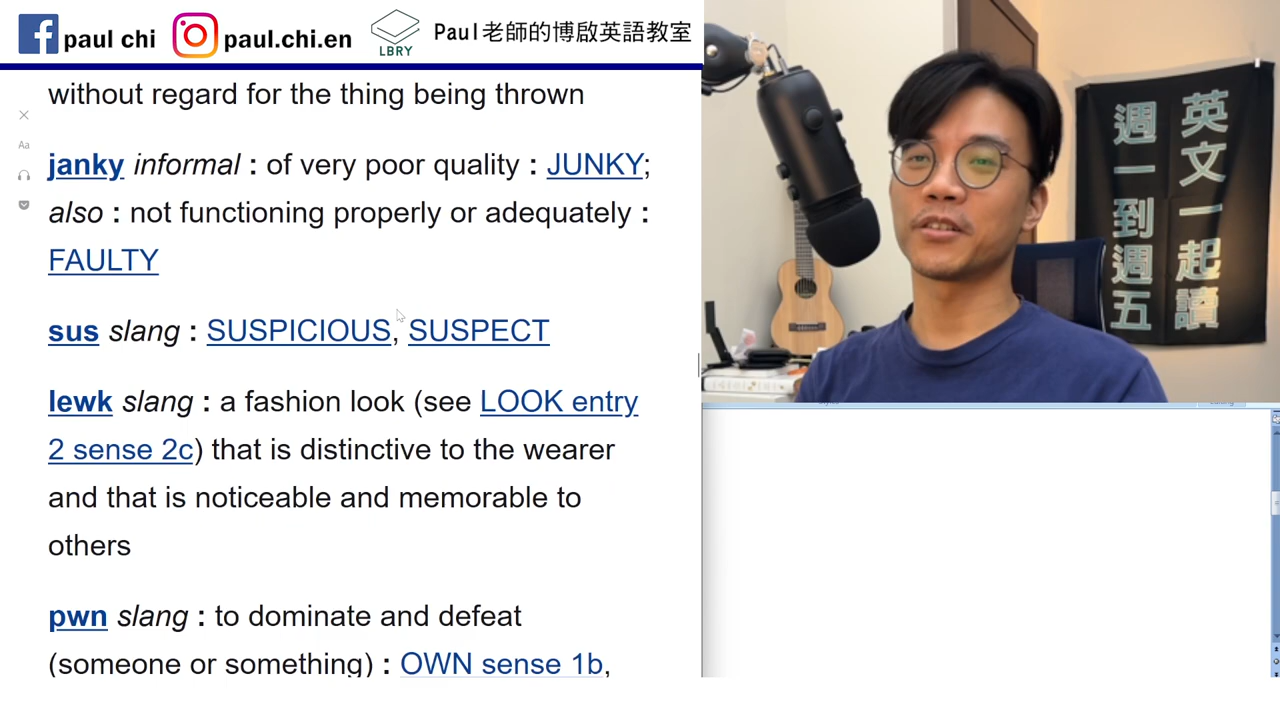 paul chi
paul.chi.en
LBRY
Paul老師的博啟英語教室
without regard for the thing being thrown
Aa
janky informal : of very poor quality : JUNKY;
also : not functioning properly or adequately :
FAULTY
sus slang : SUSPICIOUS, SUSPECT
lewk slang : a fashion look (see LOOK entry
2 sense 2c) that is distinctive to the wearer
and that is noticeable and memorable to
others
pwn slang : to dominate and defeat
(someone or something) : OWN sense 1b,
英文一起讀
週一到週五